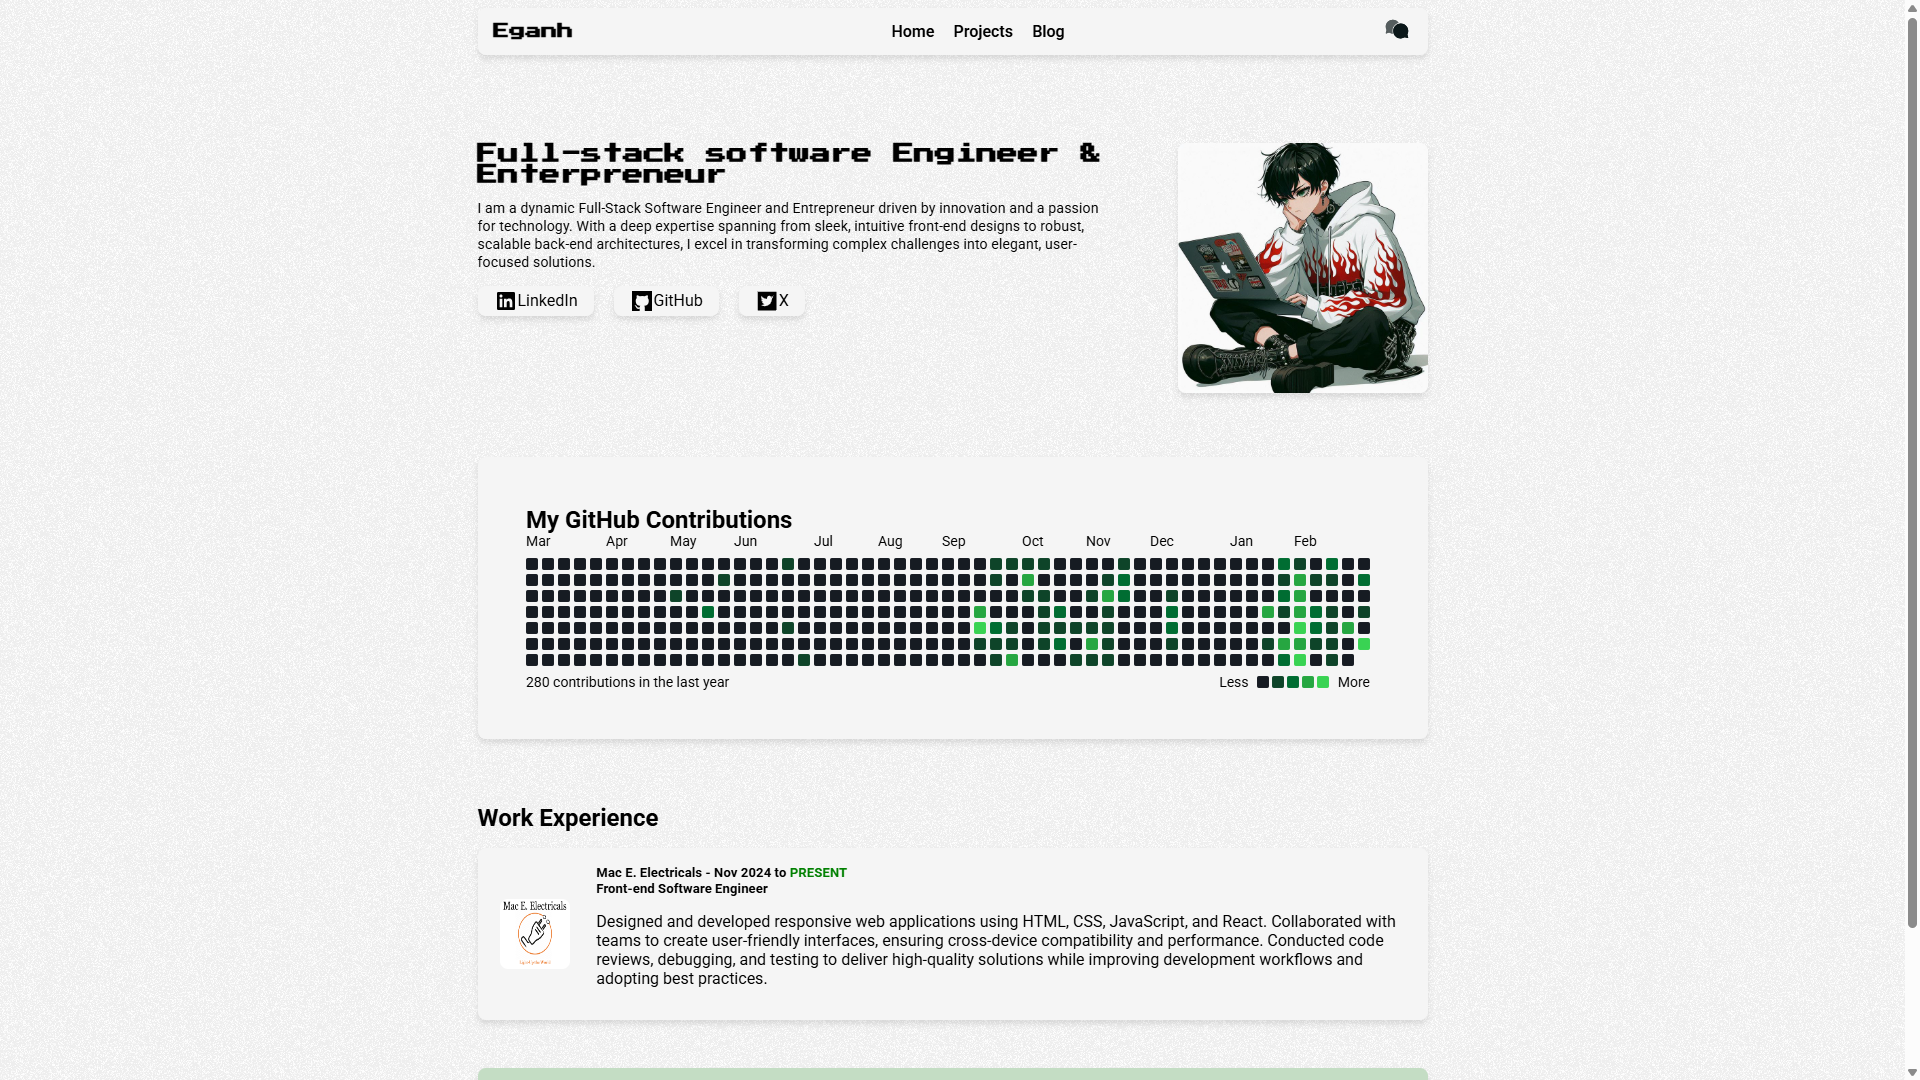 Eganh
Home Projects Blog
Full-stack software Engineer &
Enterpreneur
I am a dynamic Full-Stack Software Engineer and Entrepreneur driven by innovation and a passion
for technology. With a deep expertise spanning from sleek, intuitive front-end designs to robust,
scalable back-end architectures, I excel in transforming complex challenges into elegant, user-
focused solutions.
LinkedIn GitHub X
My GitHub Contributions
Mar Apr May Jun Jul Aug Sep Oct Nov Dec Jan Feb
280 contributions in the last year
Less More
Work Experience
Mac E. Electricals - Nov 2024 to PRESENT
Front-end Software Engineer
Mac E. Electricals
Designed and developed responsive web applications using HTML, CSS, JavaScript, and React. Collaborated with
teams to create user-friendly interfaces, ensuring cross-device compatibility and performance. Conducted code
reviews, debugging, and testing to deliver high-quality solutions while improving development workflows and
adopting best practices.